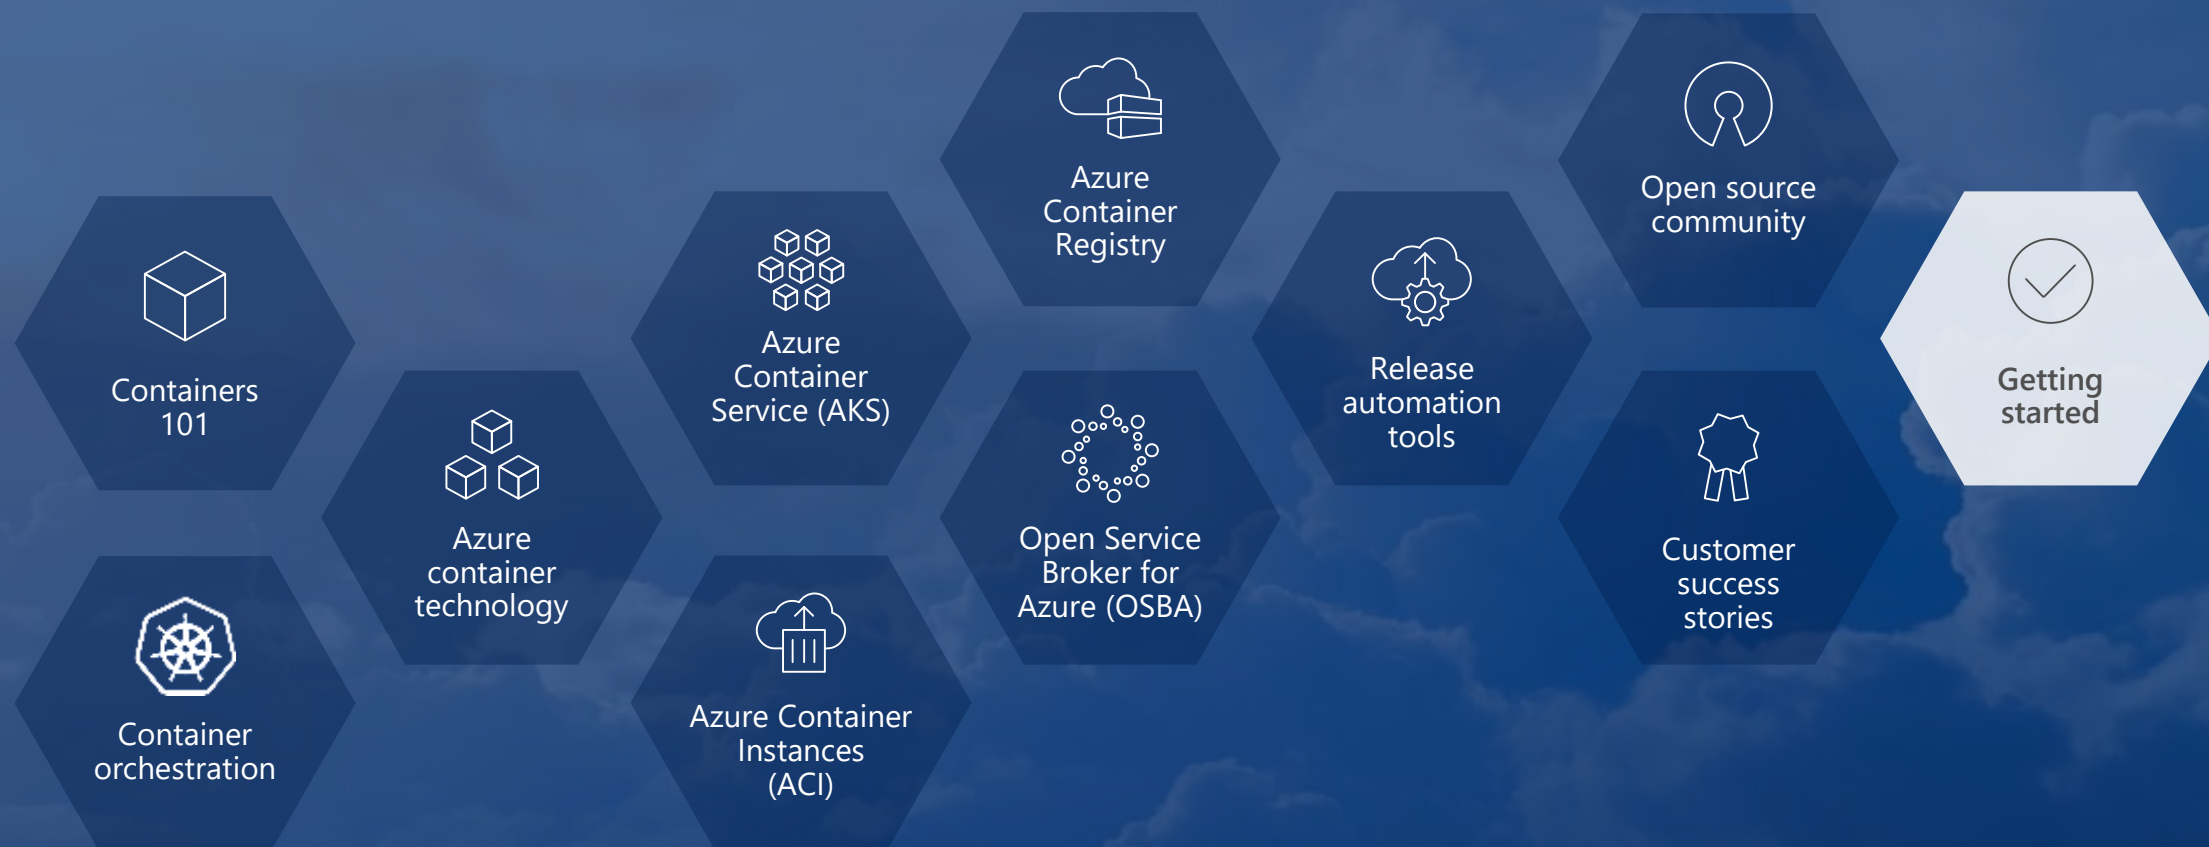 Containers
101
Container
orchestration
Azure
container
technology
Azure
Container
Service (AKS)
Azure Container
Instances
(ACI)
Azure
Container
Registry
Open Service
Broker for
Azure (OSBA)
Release
automation
tools
Open source
community
Customer
success
stories
Getting
started